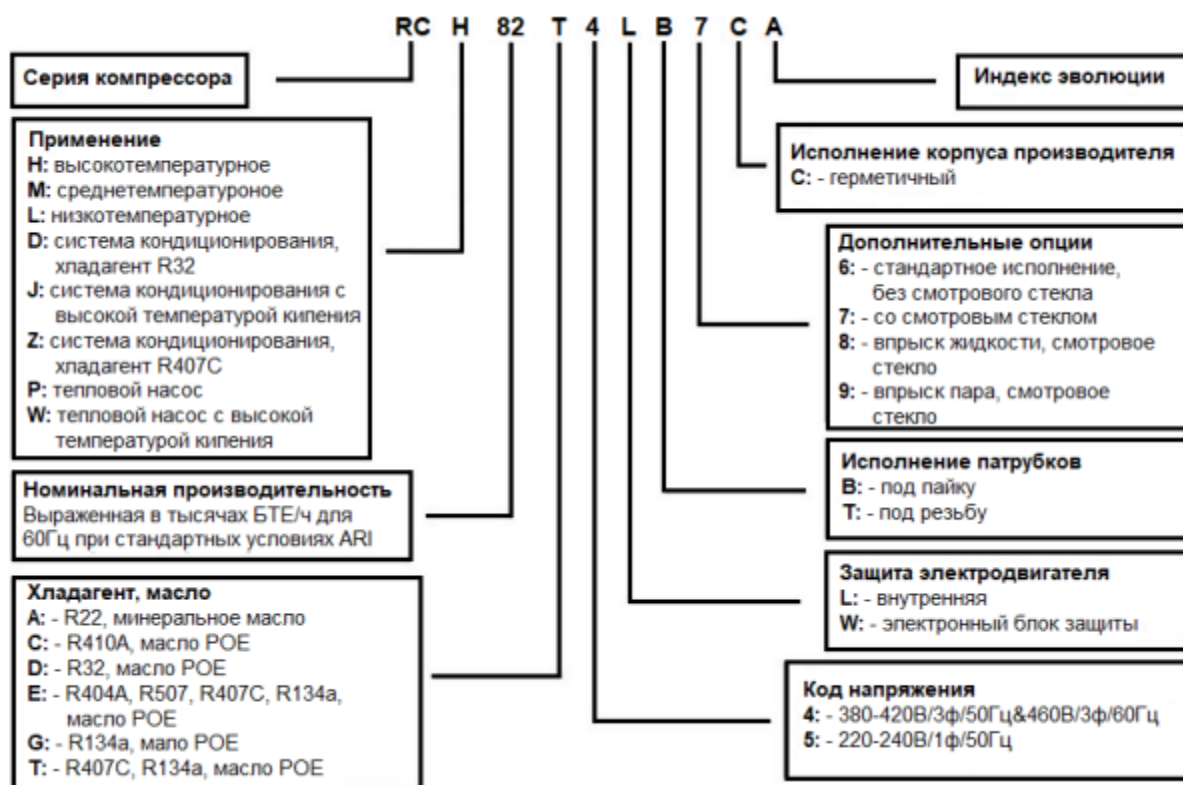 RC H 82 T 4 L B 7 C A
Серия компрессора
Применение
H: высокотемпературное
M: среднетемпературоное
L: низкотемпературное
D: система кондиционирования,
хладагент R32
J: система кондиционирования с
высокой температурой кипения
Z: система кондиционирования,
хладагент R407C
P: тепловой насос
W: тепловой насос с высокой
температурой кипения
Номинальная производительность
Выраженная в тысячах БТЕ/ч для
60Гц при стандартных условиях ARI
Хладагент, масло
A: - R22, минеральное масло
C: - R410A, масло POE
D: - R32, масло POE
E: - R404A, R507, R407C, R134a,
масло POE
G: - R134a, мало POE
T: - R407C, R134a, масло POE
Индекс эволюции
Исполнение корпуса производителя
C: - герметичный
Дополнительные опции
6: - стандартное исполнение,
без смотрового стекла
7: - со смотровым стеклом
8: - впрыск жидкости, смотровое
стекло
9: - впрыск пара, смотровое
стекло
Исполнение патрубков
B: - под пайку
T: - под резьбу
Защита электродвигателя
L: - внутренняя
W: - электронный блок защиты
Код напряжения
4: - 380-420В/3ф/50Гц&460В/3ф/60Гц
5: - 220-240В/1ф/50Гц